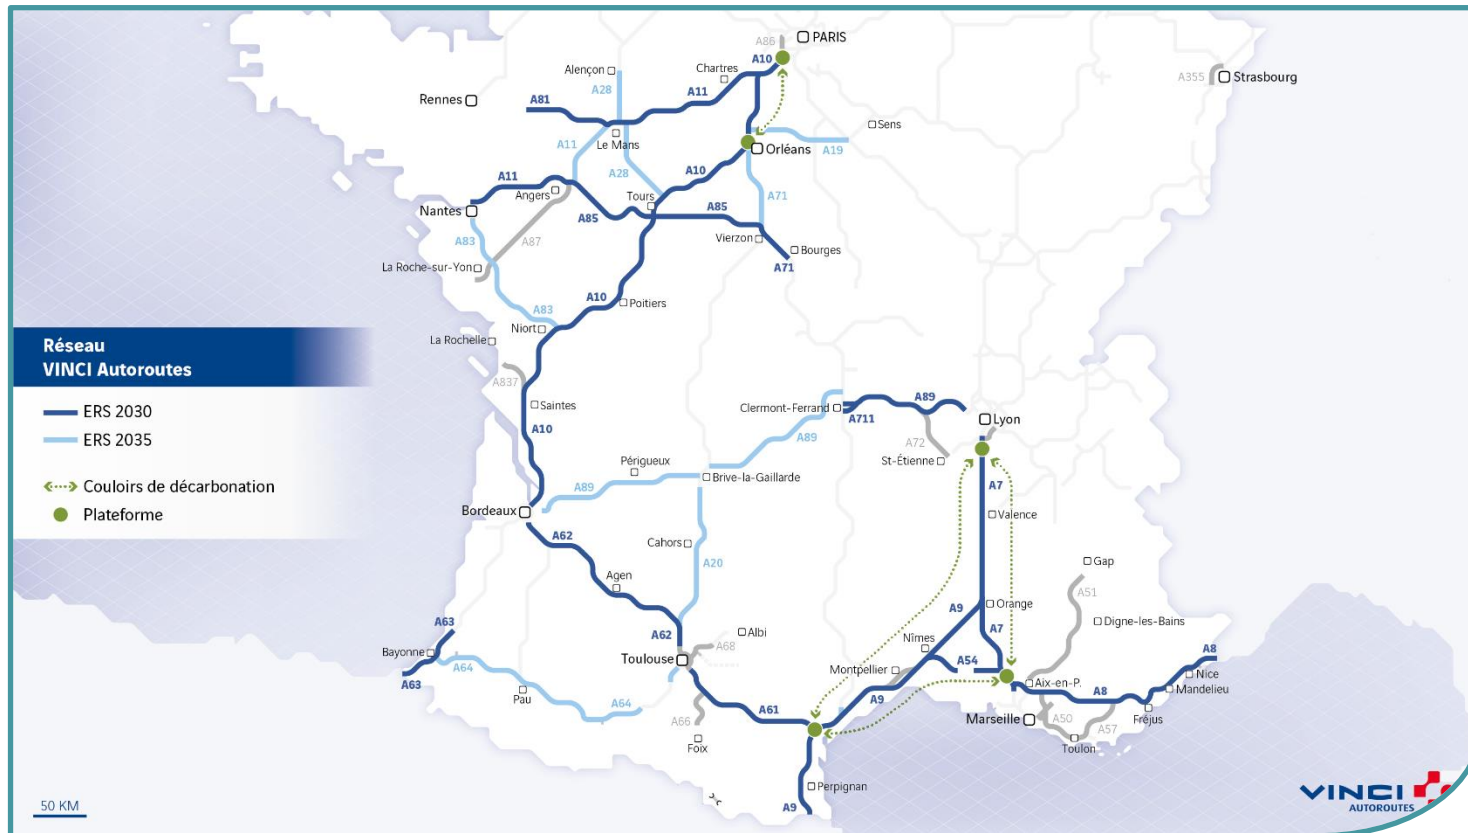 A86
PARIS
A10
Alençon
Chartres
A355
Strasbourg
Rennes
A81
A28
A11
Sens
Le Mans
A11
Orléans
A19
A28
A10
A11
Angers
Tours
A71
Nantes
A85
A85
A83
A87
Vierzon
Bourges
La Roche-sur-Yon
A71
A10
Poitiers
A83
Niort
La Rochelle
Réseau
VINCI Autoroutes
ERS 2030
ERS 2035
Couloirs de décarbonation
Plateforme
A837
Saintes
A10
Clermont-Ferrand
A711
A89
Lyon
A72
St-Étienne
A89
Périgueux
Brive-la-Gaillarde
A89
A7
Bordeaux
Valence
A62
Cahors
A20
Agen
Gap
A51
A9
Orange
Digne-les-Bains
A63
A62
Albi
A68
Nîmes
A7
Bayonne
A64
Toulouse
Montpellier
A54
A8
A63
Pau
Aix-en-P.
Nice
Mandelieu
A64
A61
A9
A8
A66
Marseille
A50
A57
Fréjus
Foix
Toulon
Perpignan
A9
50 KM
VINCI
AUTOROUTES